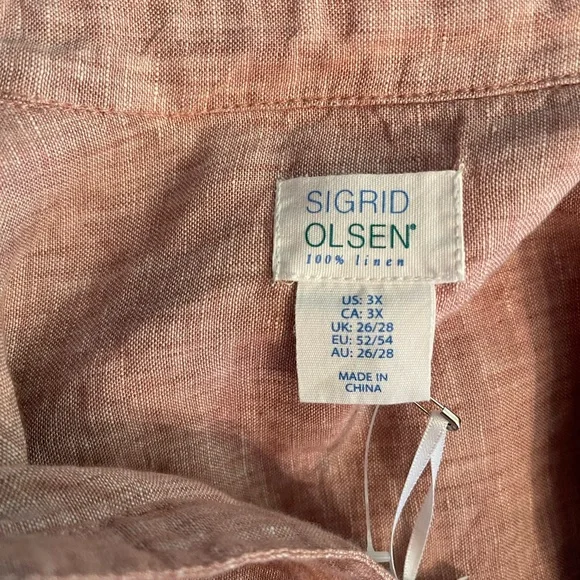 SIGRID
OLSEN®
100% linen
US: 3X
CA: 3X
UK: 26/28
EU: 52/54
AU: 26/28
MADE IN
CHINA